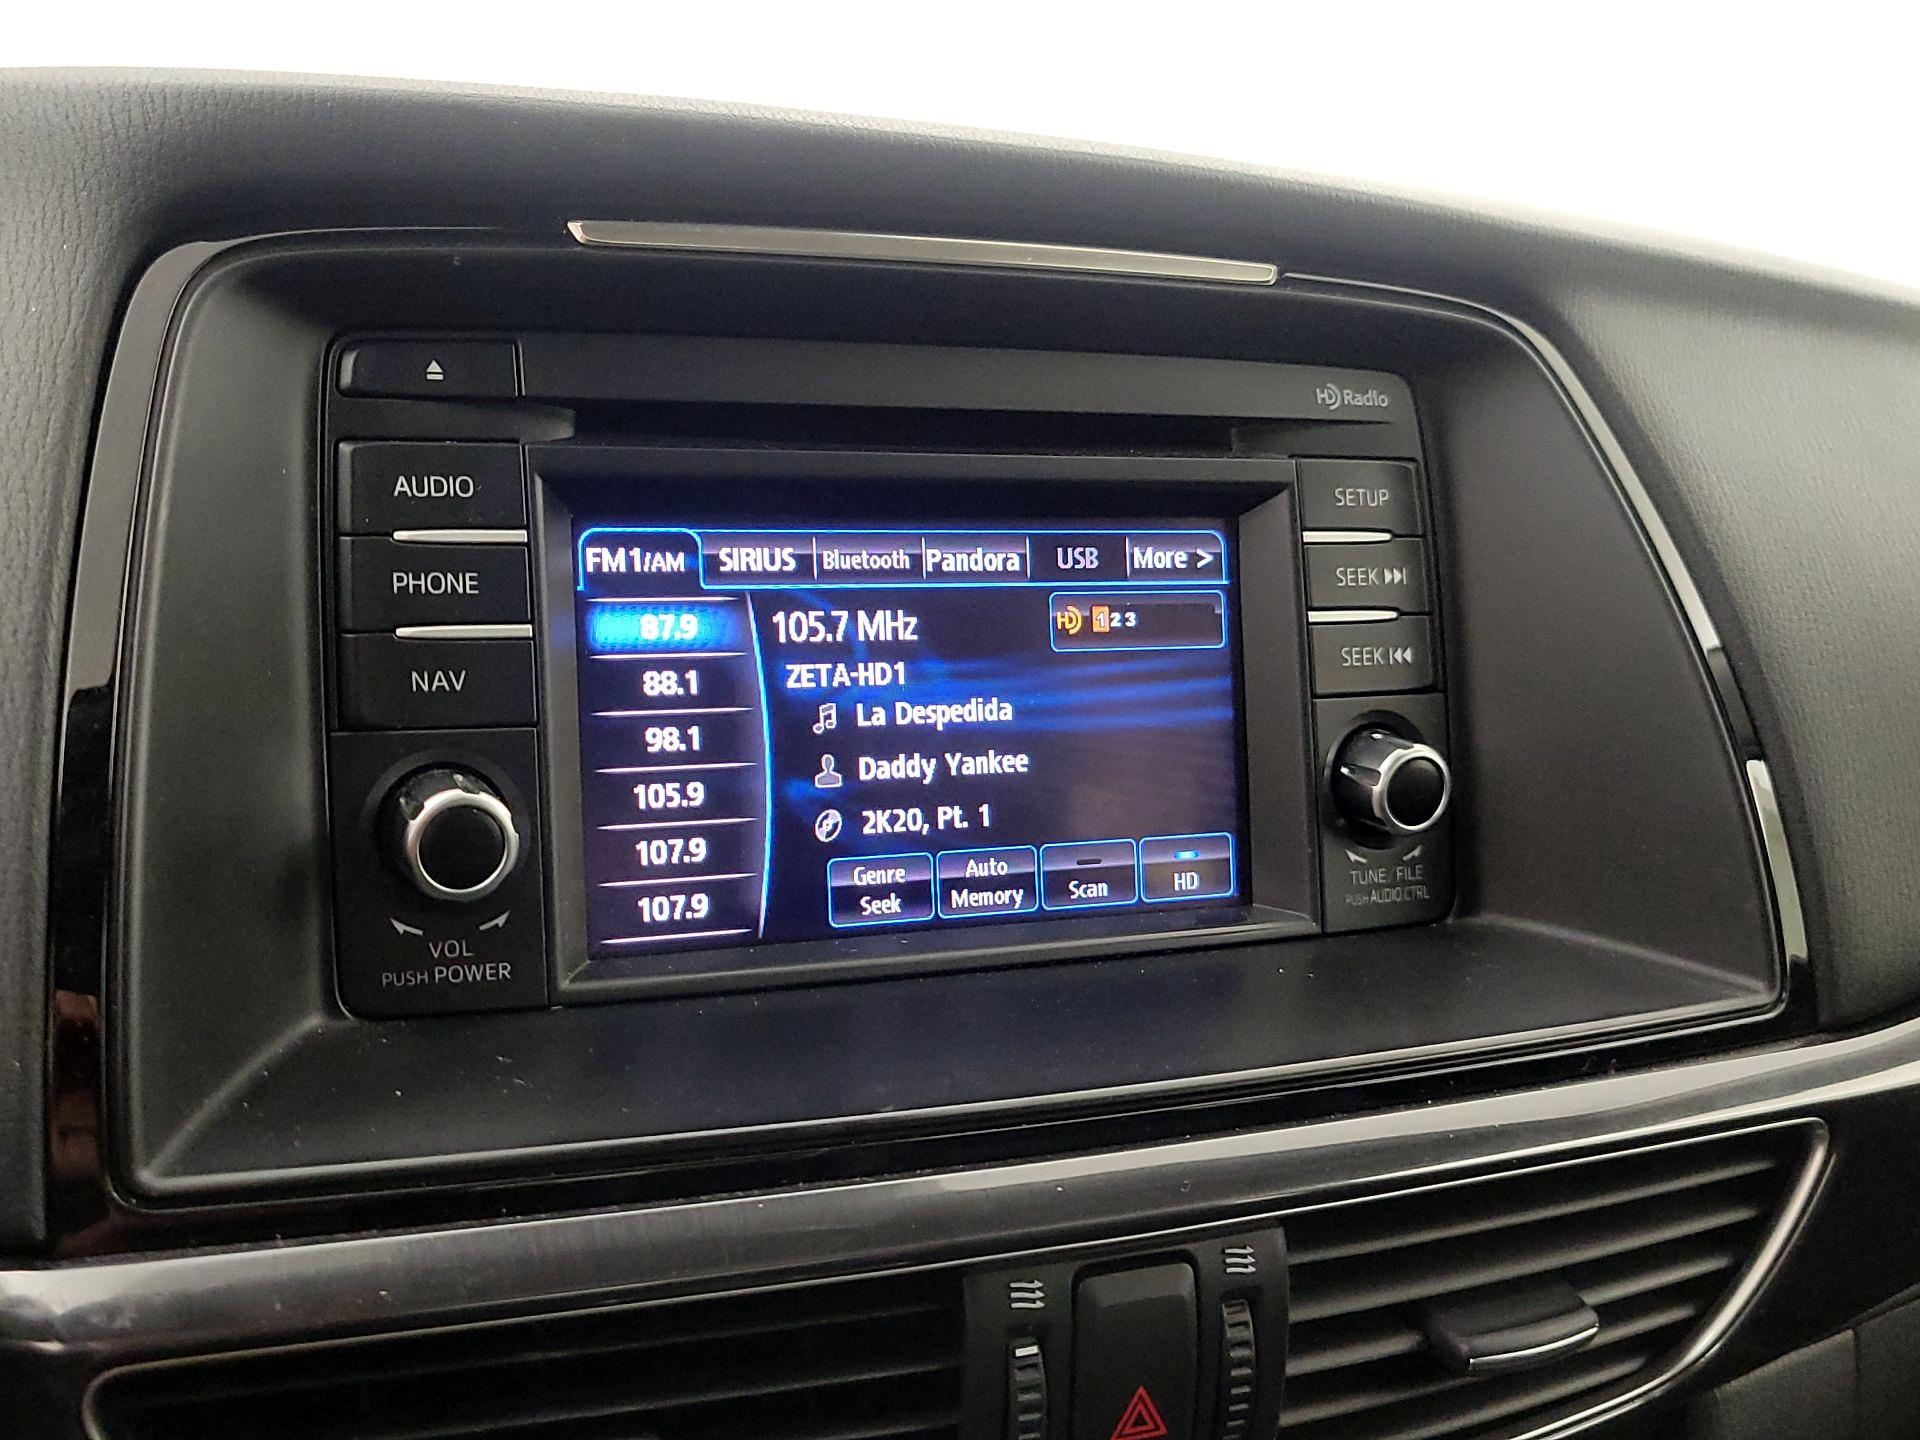 HD Radio
AUDIO
PHONE
NAV
VOL
PUSH POWER
FM1/AM SIRIUS Bluetooth Pandora USB More >
87.9
88.1
98.1
105.9
107.9
107.9
105.7 MHz
HD 1 2 3
ZETA-HD1
La Despedida
Daddy Yankee
2K20, Pt. 1
Genre Seek
Auto Memory
Scan
HD
SETUP
SEEK
SEEK
TUNE/FILE
PUSH AUDIO CTRL